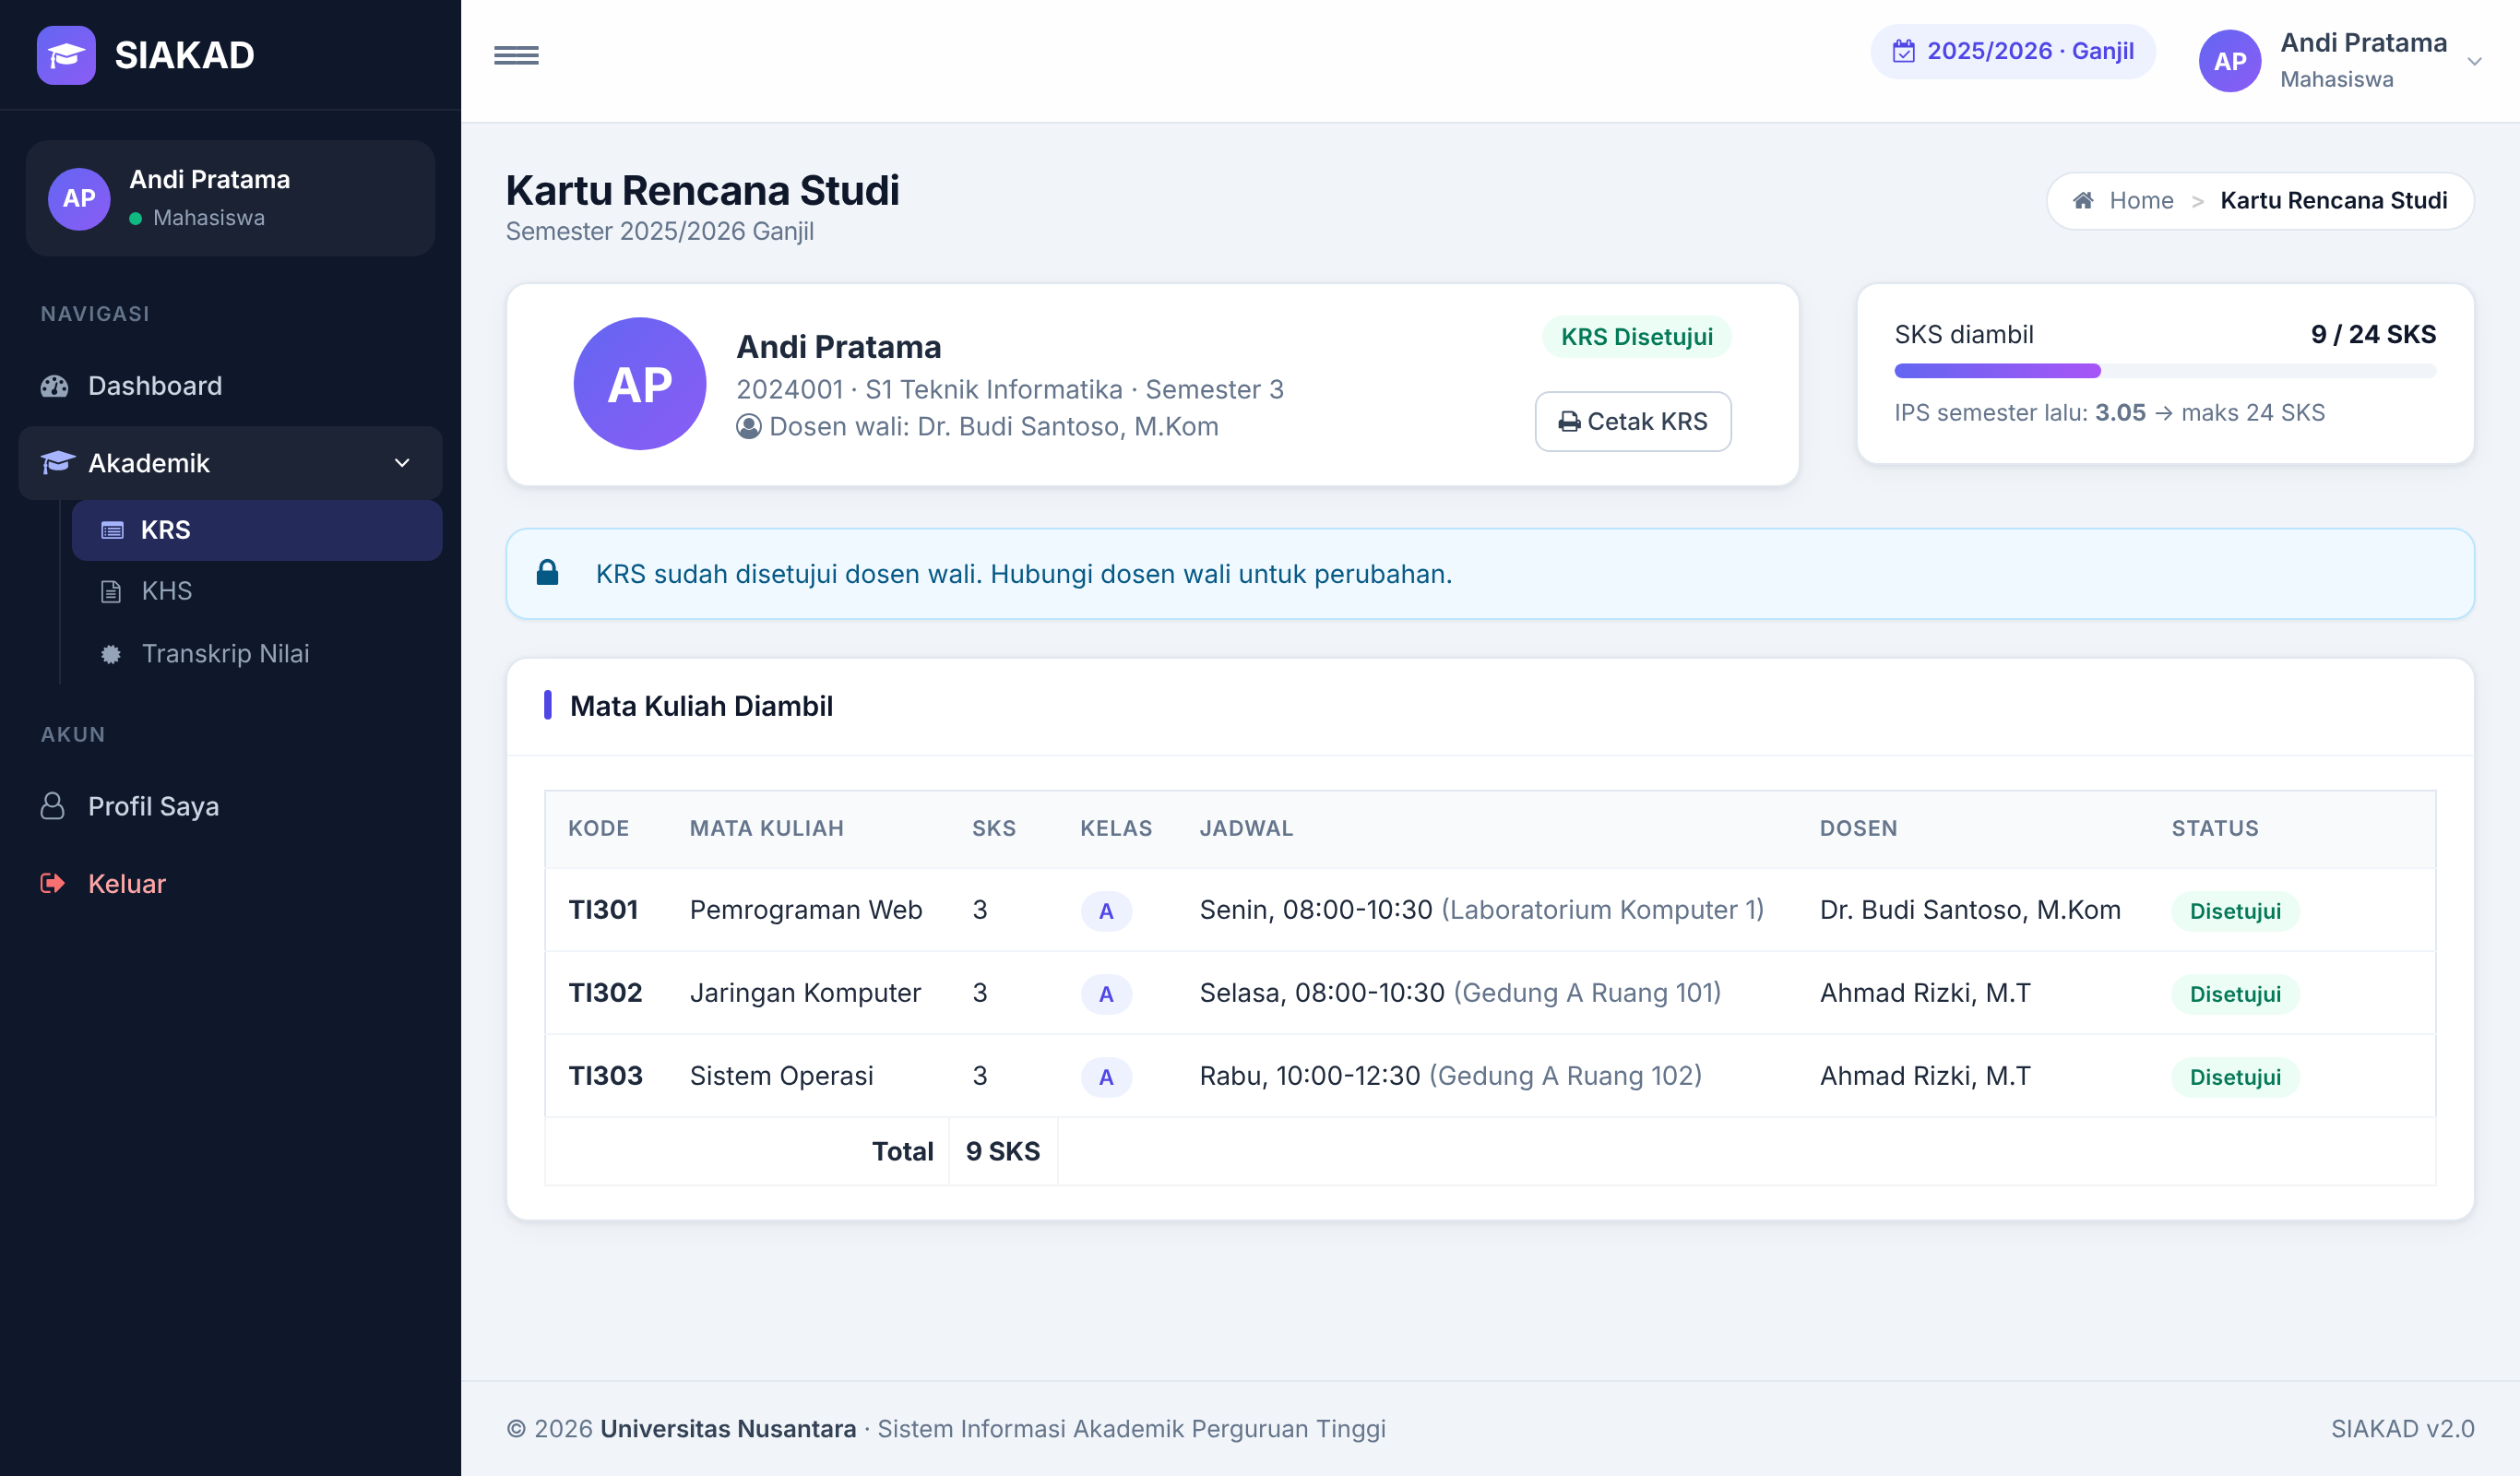 SIAKAD
AP
Andi Pratama
Mahasiswa
NAVIGASI
Dashboard
Akademik
KRS
KHS
Transkrip Nilai
AKUN
Profil Saya
Keluar
2025/2026 · Ganjil
AP
Andi Pratama
Mahasiswa
Kartu Rencana Studi
Semester 2025/2026 Ganjil
Home > Kartu Rencana Studi
AP
Andi Pratama
2024001 · S1 Teknik Informatika · Semester 3
Dosen wali: Dr. Budi Santoso, M.Kom
KRS Disetujui
Cetak KRS
SKS diambil 9 / 24 SKS
IPS semester lalu: 3.05 → maks 24 SKS
KRS sudah disetujui dosen wali. Hubungi dosen wali untuk perubahan.
Mata Kuliah Diambil
KODE MATA KULIAH SKS KELAS JADWAL DOSEN STATUS
TI301 Pemrograman Web 3 A Senin, 08:00-10:30 (Laboratorium Komputer 1) Dr. Budi Santoso, M.Kom Disetujui
TI302 Jaringan Komputer 3 A Selasa, 08:00-10:30 (Gedung A Ruang 101) Ahmad Rizki, M.T Disetujui
TI303 Sistem Operasi 3 A Rabu, 10:00-12:30 (Gedung A Ruang 102) Ahmad Rizki, M.T Disetujui
Total 9 SKS
© 2026 Universitas Nusantara · Sistem Informasi Akademik Perguruan Tinggi
SIAKAD v2.0